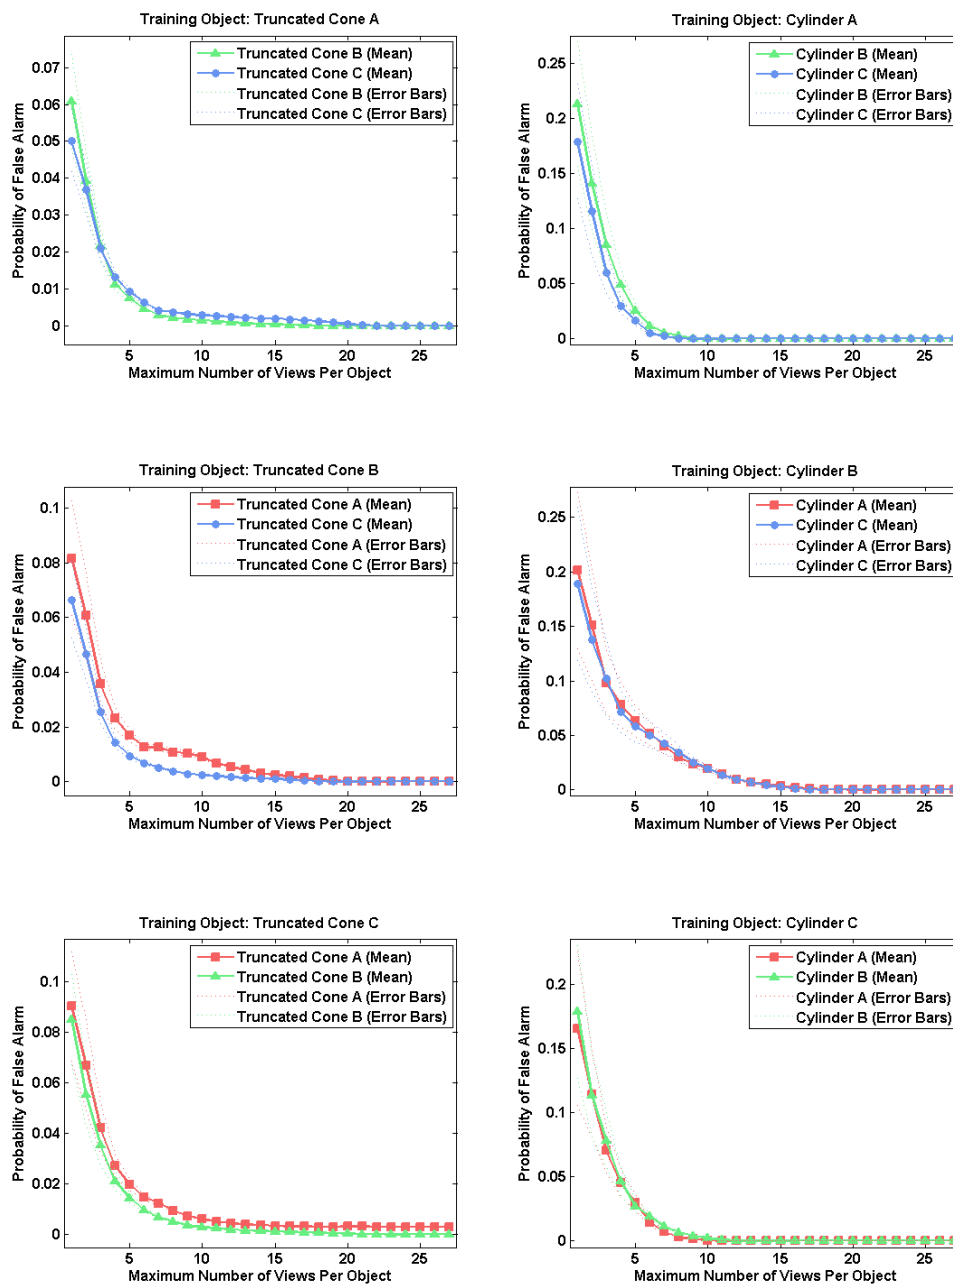 Training Object: Truncated Cone A
Truncated Cone B (Mean)
Truncated Cone C (Mean)
Truncated Cone B (Error Bars)
Truncated Cone C (Error Bars)
Probability of False Alarm
0.07
0.06
0.05
0.04
0.03
0.02
0.01
0
5 10 15 20 25
Maximum Number of Views Per Object
Training Object: Cylinder A
Cylinder B (Mean)
Cylinder C (Mean)
Cylinder B (Error Bars)
Cylinder C (Error Bars)
Probability of False Alarm
0.25
0.2
0.15
0.1
0.05
0
5 10 15 20 25
Maximum Number of Views Per Object
Training Object: Truncated Cone B
Truncated Cone A (Mean)
Truncated Cone C (Mean)
Truncated Cone A (Error Bars)
Truncated Cone C (Error Bars)
Probability of False Alarm
0.1
0.08
0.06
0.04
0.02
0
5 10 15 20 25
Maximum Number of Views Per Object
Training Object: Cylinder B
Cylinder A (Mean)
Cylinder C (Mean)
Cylinder A (Error Bars)
Cylinder C (Error Bars)
Probability of False Alarm
0.25
0.2
0.15
0.1
0.05
0
5 10 15 20 25
Maximum Number of Views Per Object
Training Object: Truncated Cone C
Truncated Cone A (Mean)
Truncated Cone B (Mean)
Truncated Cone A (Error Bars)
Truncated Cone B (Error Bars)
Probability of False Alarm
0.1
0.08
0.06
0.04
0.02
0
5 10 15 20 25
Maximum Number of Views Per Object
Training Object: Cylinder C
Cylinder A (Mean)
Cylinder B (Mean)
Cylinder A (Error Bars)
Cylinder B (Error Bars)
Probability of False Alarm
0.2
0.15
0.1
0.05
0
5 10 15 20 25
Maximum Number of Views Per Object